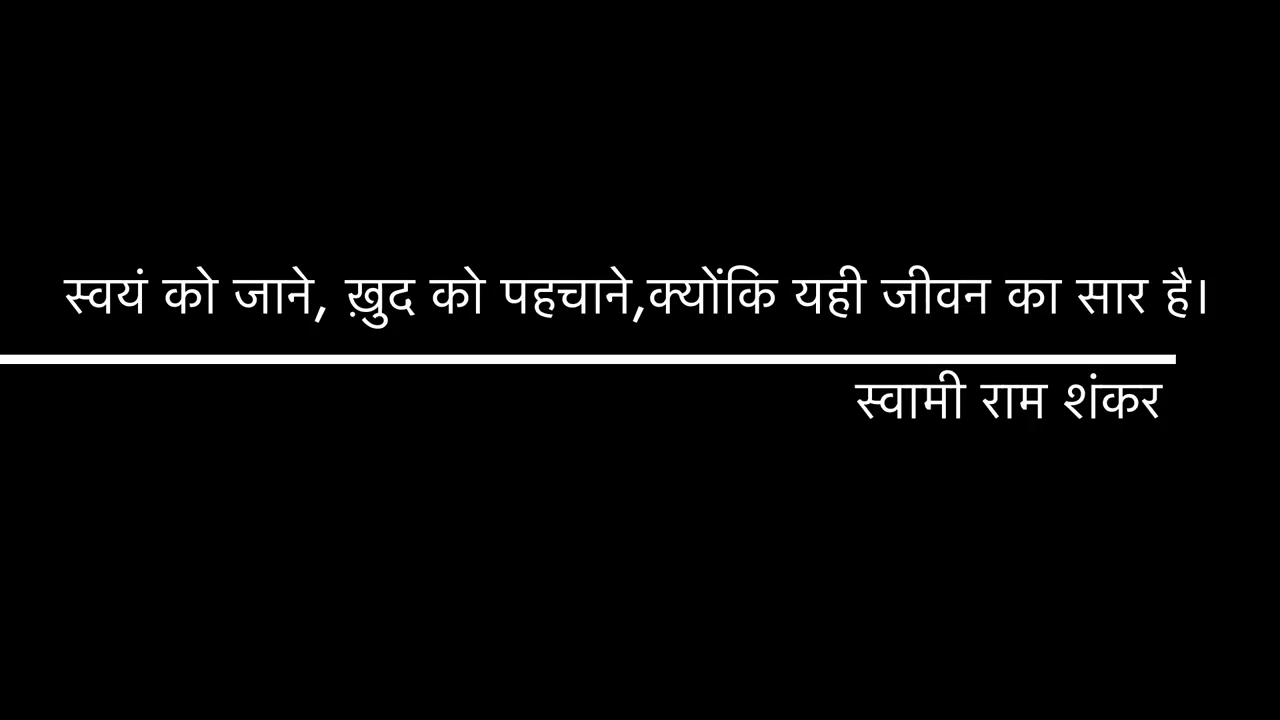 स्वयं को जाने, ख़ुद को पहचाने,क्योंकि यही जीवन का सार है।
स्वामी राम शंकर